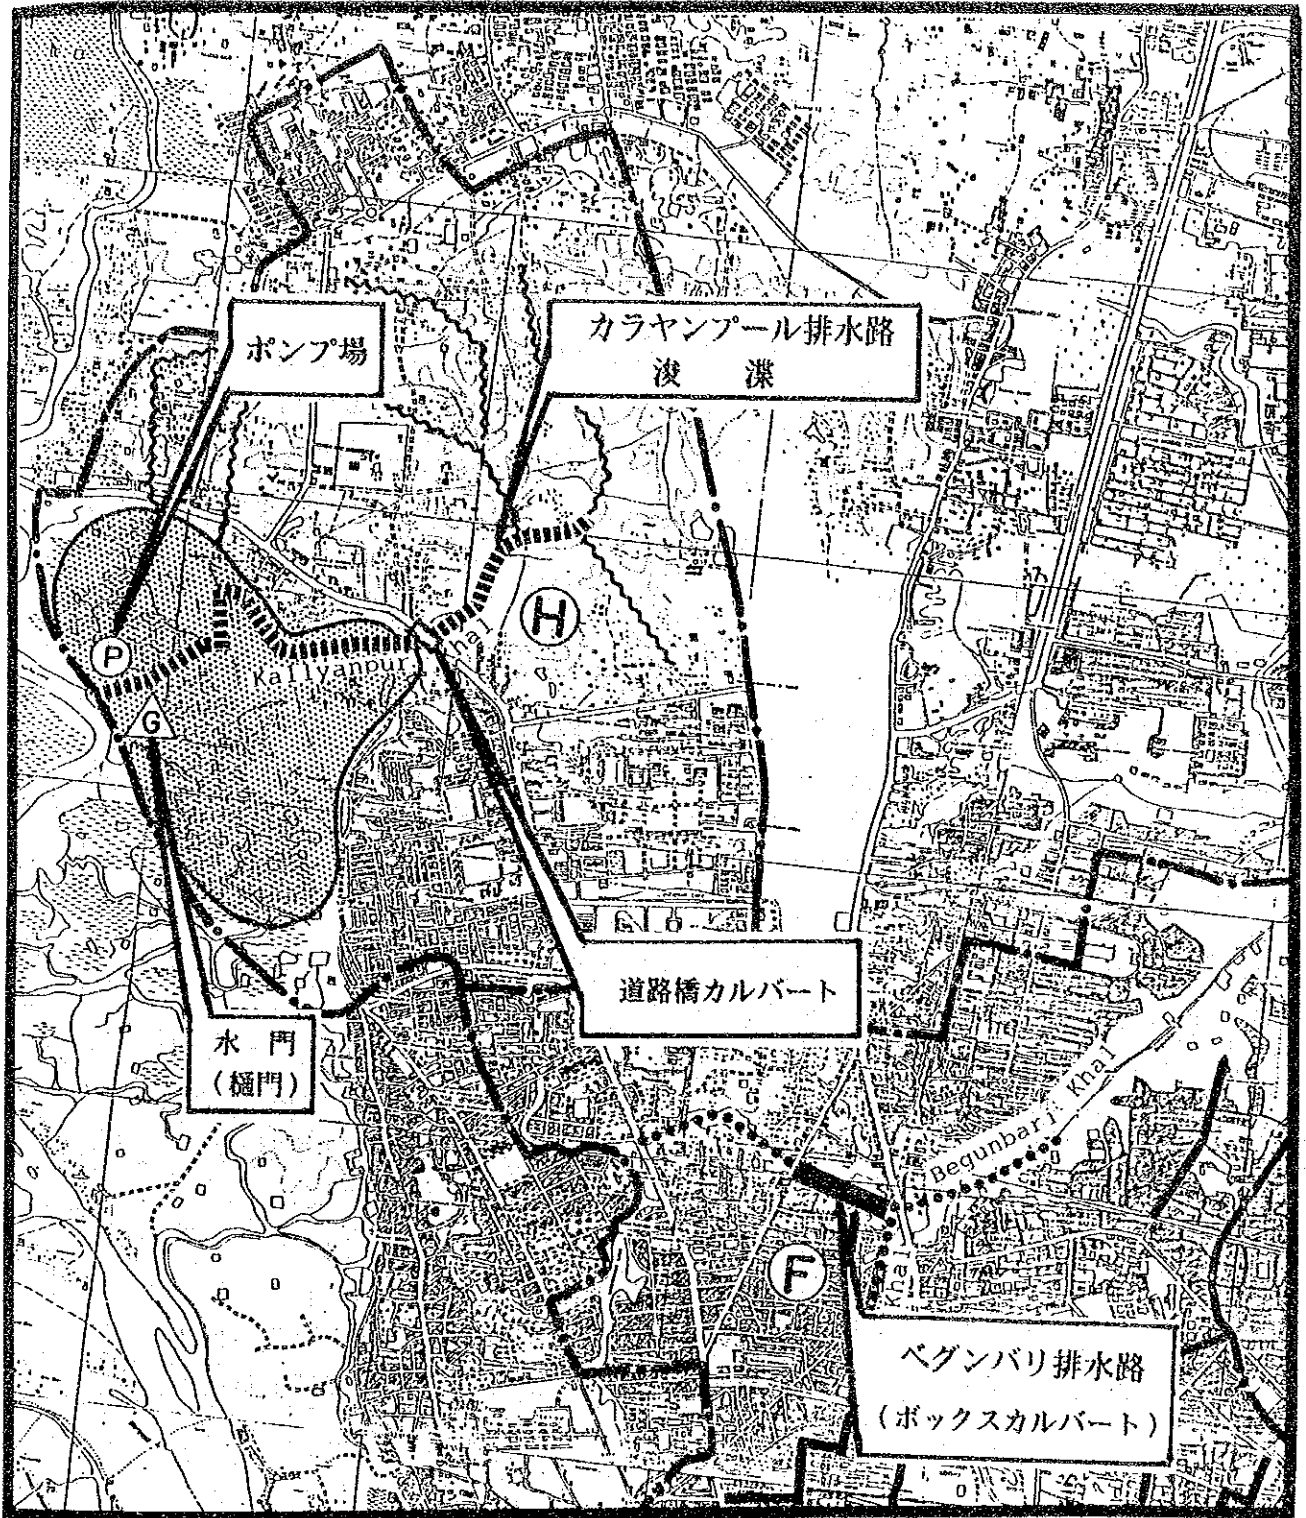 ポンプ場
カラヤンプール排水路
浚 渫
H
Kallyanpur Khal
P
G
道路橋カルバート
水 門
(樋門)
Begunbari Khal
F
Khal
ベグンバリ排水路
(ボックスカルバート)